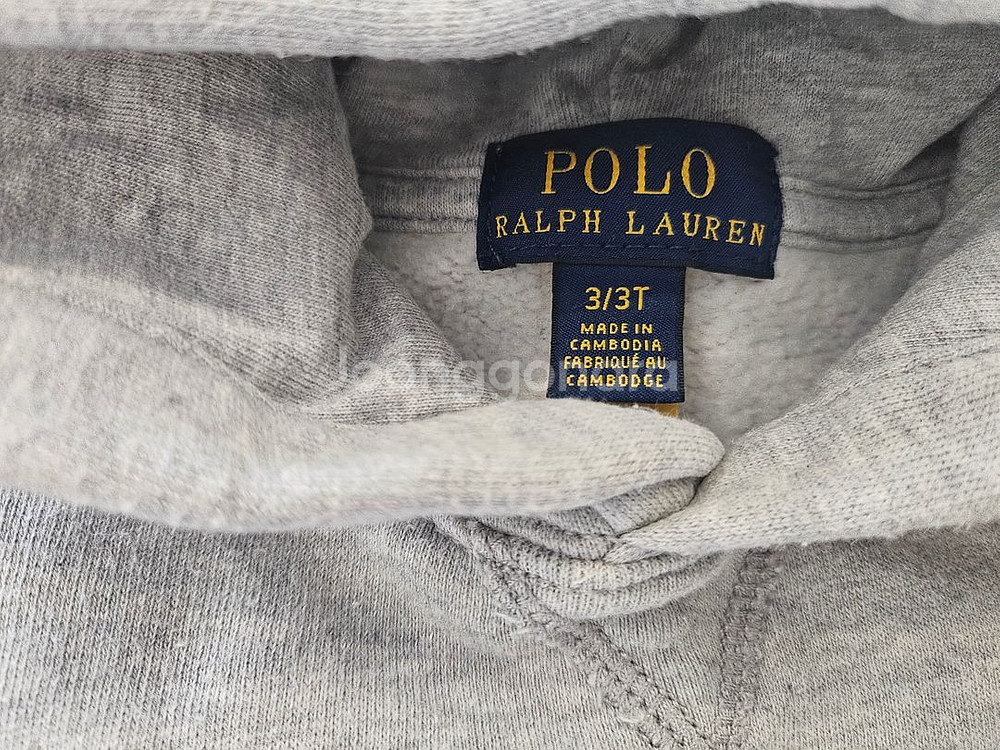 POLO
RALPH LAUREN
3/3T
MADE IN
CAMBODIA
FABRIQUÉ AU
CAMBODGE